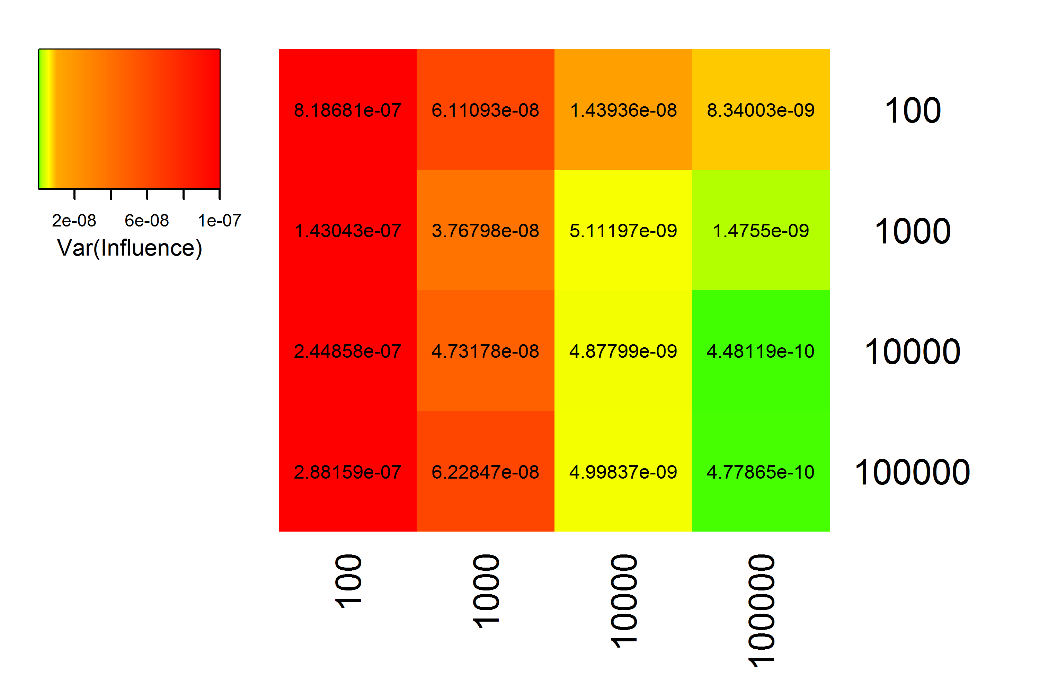 8.18681e-07 6.11093e-08 1.43936e-08 8.34003e-09 100
2e-08 6e-08 1e-07
Var(Influence)
1.43043e-07 3.76798e-08 5.11197e-09 1.4755e-09 1000
2.44858e-07 4.73178e-08 4.87799e-09 4.48119e-10 10000
2.88159e-07 6.22847e-08 4.99837e-09 4.77865e-10 100000
100 1000 10000 100000